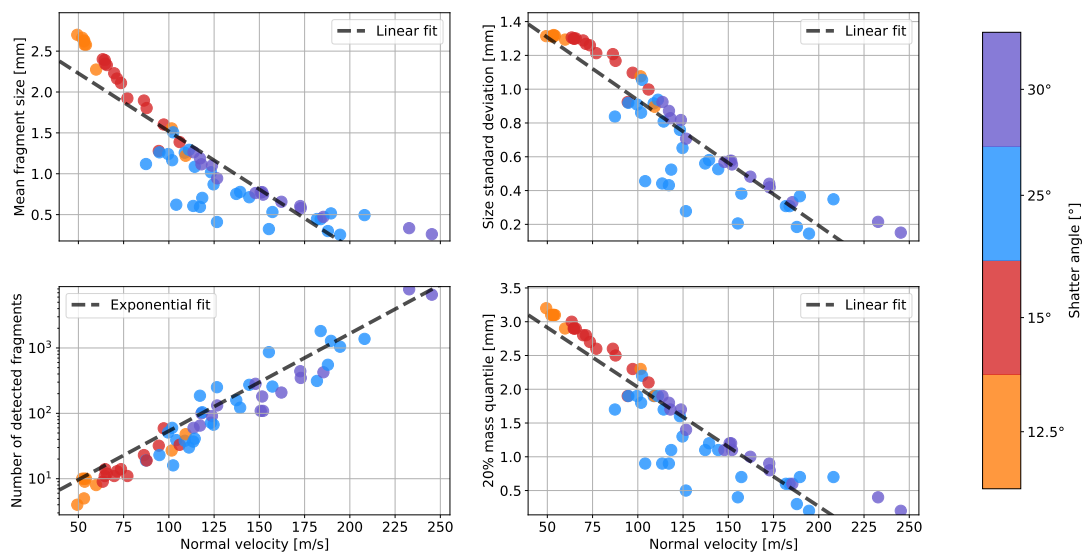 Mean fragment size [mm]
2.5
2.0
1.5
1.0
0.5
Linear fit
Size standard deviation [mm]
1.4
1.2
1.0
0.8
0.6
0.4
0.2
Linear fit
Number of detected fragments
10³
10²
10¹
Exponential fit
50 75 100 125 150 175 200 225 250
Normal velocity [m/s]
20% mass quantile [mm]
3.5
3.0
2.5
2.0
1.5
1.0
0.5
Linear fit
50 75 100 125 150 175 200 225 250
Normal velocity [m/s]
30°
25°
15°
12.5°
Shatter angle [°]